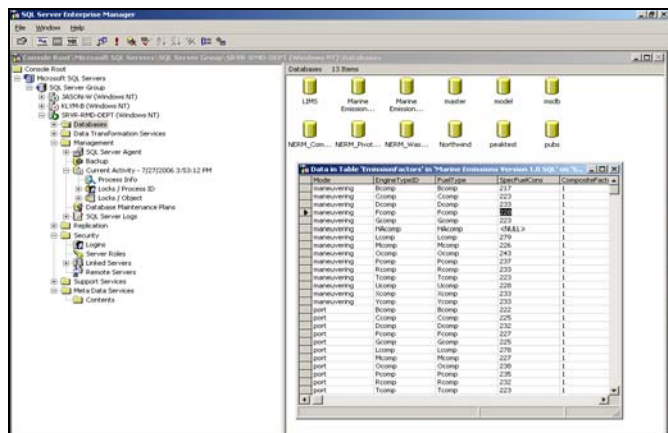 SQL Server Enterprise Manager
File Window Help
Console Root\Microsoft SQL Servers\SQL Server Group\SRVR-RMD-DEPT (Windows NT)\Databases
Console Root
Microsoft SQL Servers
SQL Server Group
JASON-W (Windows NT)
KLYM-B (Windows NT)
SRVR-RMD-DEPT (Windows NT)
Databases
Data Transformation Services
Management
SQL Server Agent
Backup
Current Activity - 7/27/2006 3:53:12 PM
Process Info
Locks / Process ID
Locks / Object
Database Maintenance Plans
SQL Server Logs
Replication
Security
Logins
Server Roles
Linked Servers
Remote Servers
Support Services
Meta Data Services
Contents
Databases 13 Items
LIMS Marine Emission... Marine Emission... master model msdb
NERM_Com... NERM_Pivot... NERM_Was... Northwind peaktest pubs
Data in Table 'EmissionFactors' in 'Marine Emissions Version 1.0 SQL' on
Mode EngineTypeID FuelType SpecFuelCons CompositeFact
maneuvering Bcomp Bcomp 217 1
maneuvering Ccomp Ccomp 223 1
maneuvering Dcomp Dcomp 233 1
maneuvering Fcomp Fcomp 228 1
maneuvering Gcomp Gcomp 223 1
maneuvering HAcomp HAcomp <NULL> 1
maneuvering Lcomp Lcomp 279 1
maneuvering Mcomp Mcomp 226 1
maneuvering Ocomp Ocomp 243 1
maneuvering Pcomp Pcomp 237 1
maneuvering Rcomp Rcomp 233 1
maneuvering Tcomp Tcomp 223 1
maneuvering Ucomp Ucomp 228 1
maneuvering Xcomp Xcomp 233 1
maneuvering Ycomp Ycomp 233 1
port Bcomp Bcomp 222 1
port Ccomp Ccomp 225 1
port Dcomp Dcomp 232 1
port Fcomp Fcomp 227 1
port Gcomp Gcomp 225 1
port Lcomp Lcomp 278 1
port Mcomp Mcomp 227 1
port Ocomp Ocomp 238 1
port Pcomp Pcomp 235 1
port Rcomp Rcomp 232 1
port Tcomp Tcomp 223 1